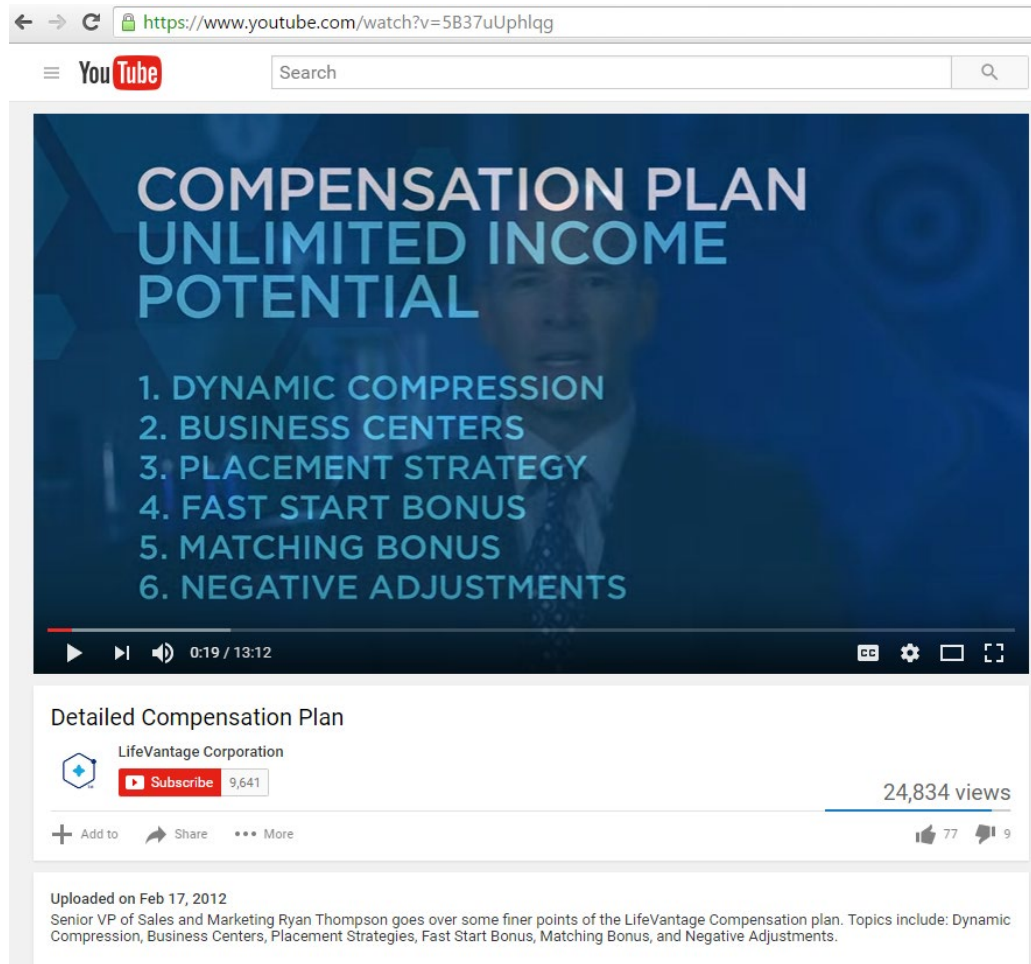 https://www.youtube.com/watch?v=5B37uUphlqg
YouTube
Search
COMPENSATION PLAN
UNLIMITED INCOME
POTENTIAL
1. DYNAMIC COMPRESSION
2. BUSINESS CENTERS
3. PLACEMENT STRATEGY
4. FAST START BONUS
5. MATCHING BONUS
6. NEGATIVE ADJUSTMENTS
0:19 / 13:12
CC
Detailed Compensation Plan
LifeVantage Corporation
Subscribe 9,641
24,834 views
Add to Share More
77 9
Uploaded on Feb 17, 2012
Senior VP of Sales and Marketing Ryan Thompson goes over some finer points of the LifeVantage Compensation plan. Topics include: Dynamic
Compression, Business Centers, Placement Strategies, Fast Start Bonus, Matching Bonus, and Negative Adjustments.